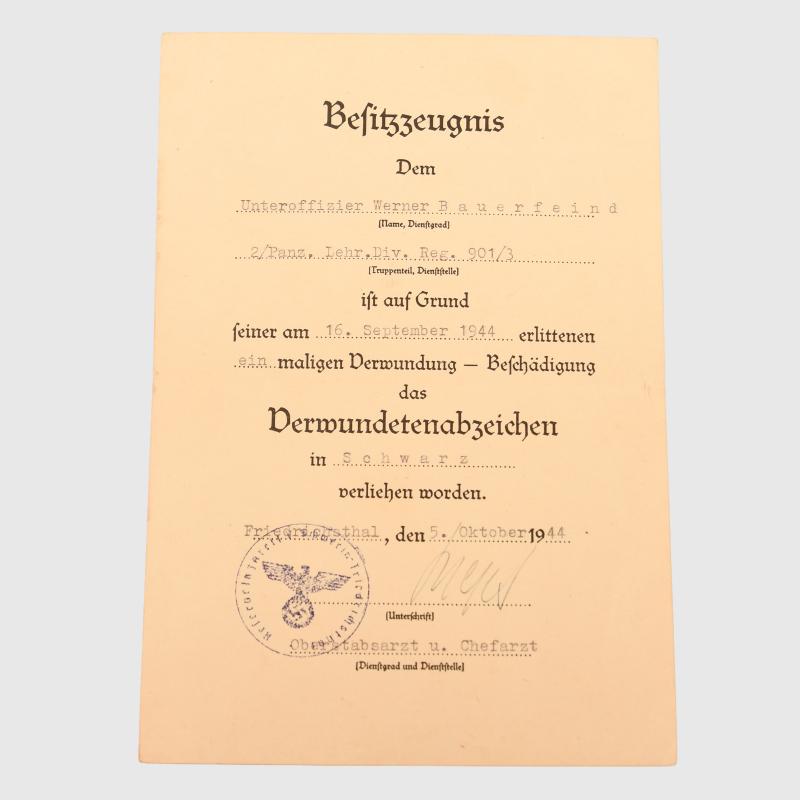 Besitzzeugnis
Dem
Unteroffizier Werner B a u e r f e i n d
(Name, Dienstgrad)
2/Panz. Lehr.Div. Reg. 901/3
(Truppenteil, Dienststelle)
ist auf Grund
seiner am 16. September 1944 erlittenen
ein maligen Verwundung — Beschädigung
das
Verwundetenabzeichen
in S c h w a r z
verliehen worden.
Friedrichsthal, den 5. Oktober 1944
(Unterschrift)
Oberstabsarzt u. Chefarzt
(Dienstgrad und Dienststelle)